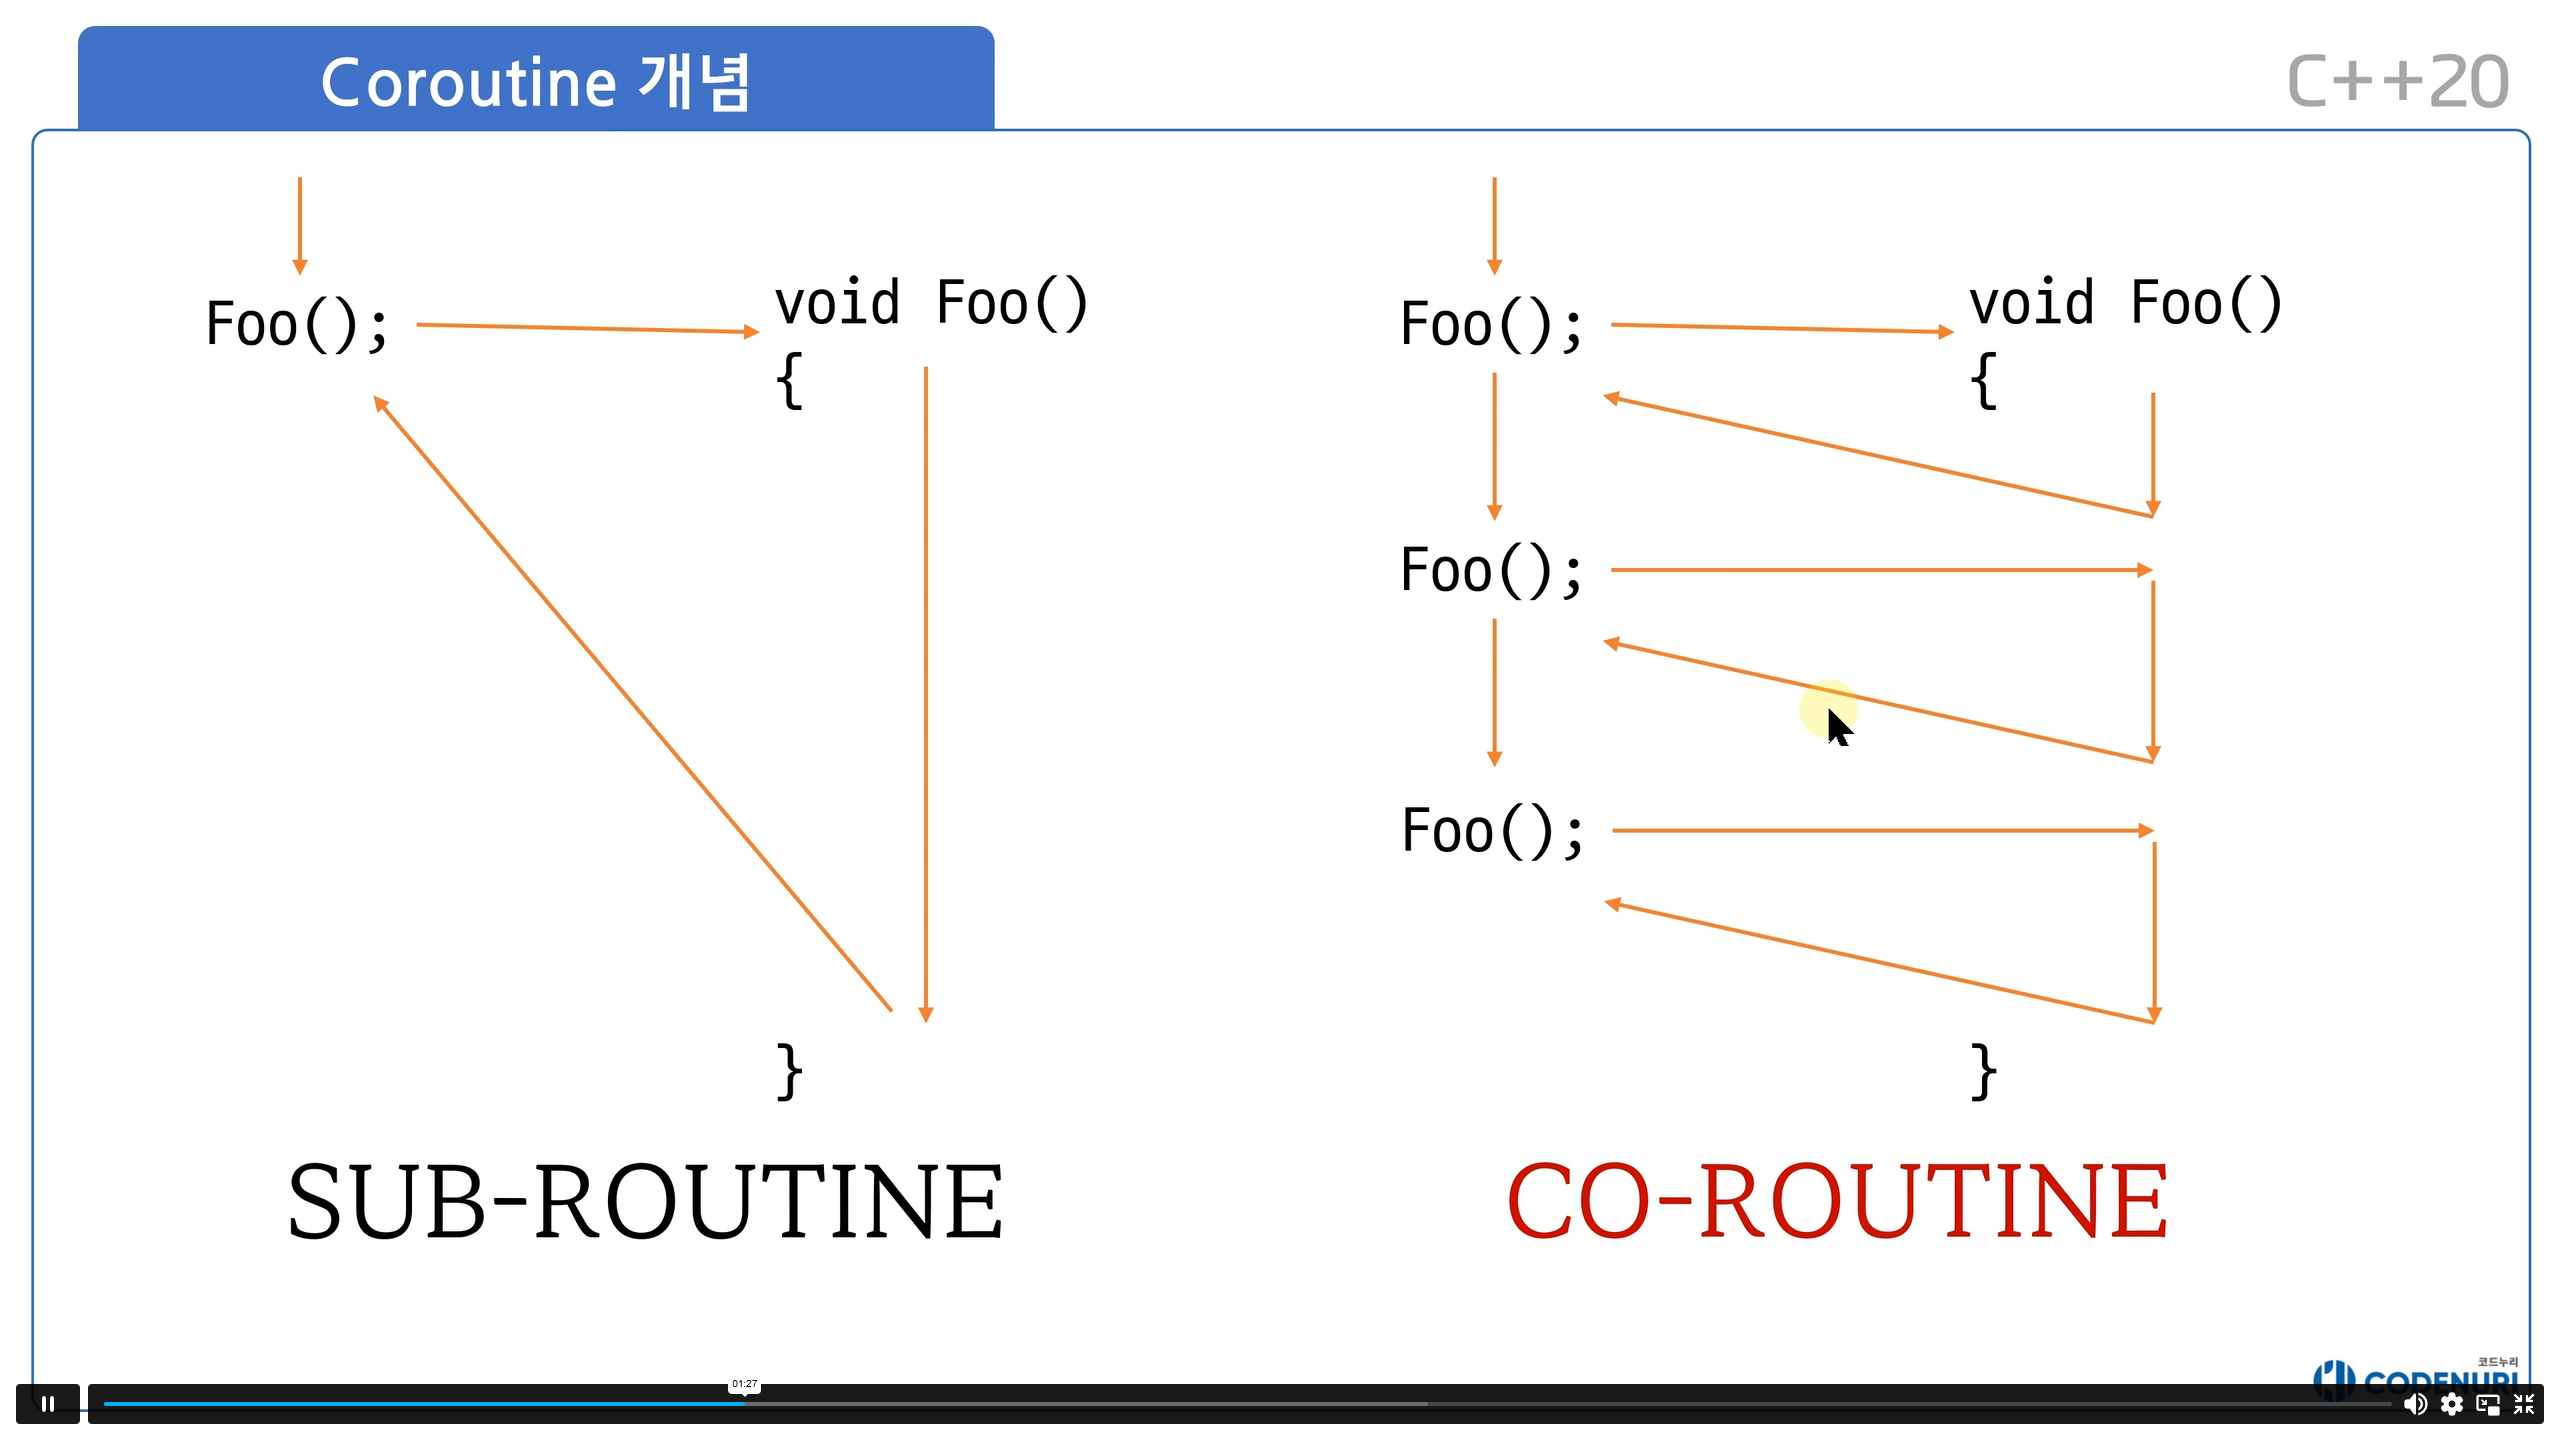 Coroutine 개념
C++20
Foo();
void Foo()
{
}
SUB-ROUTINE
Foo();
void Foo()
{
Foo();
Foo();
}
CO-ROUTINE
코드누리
CODENURI
01:27